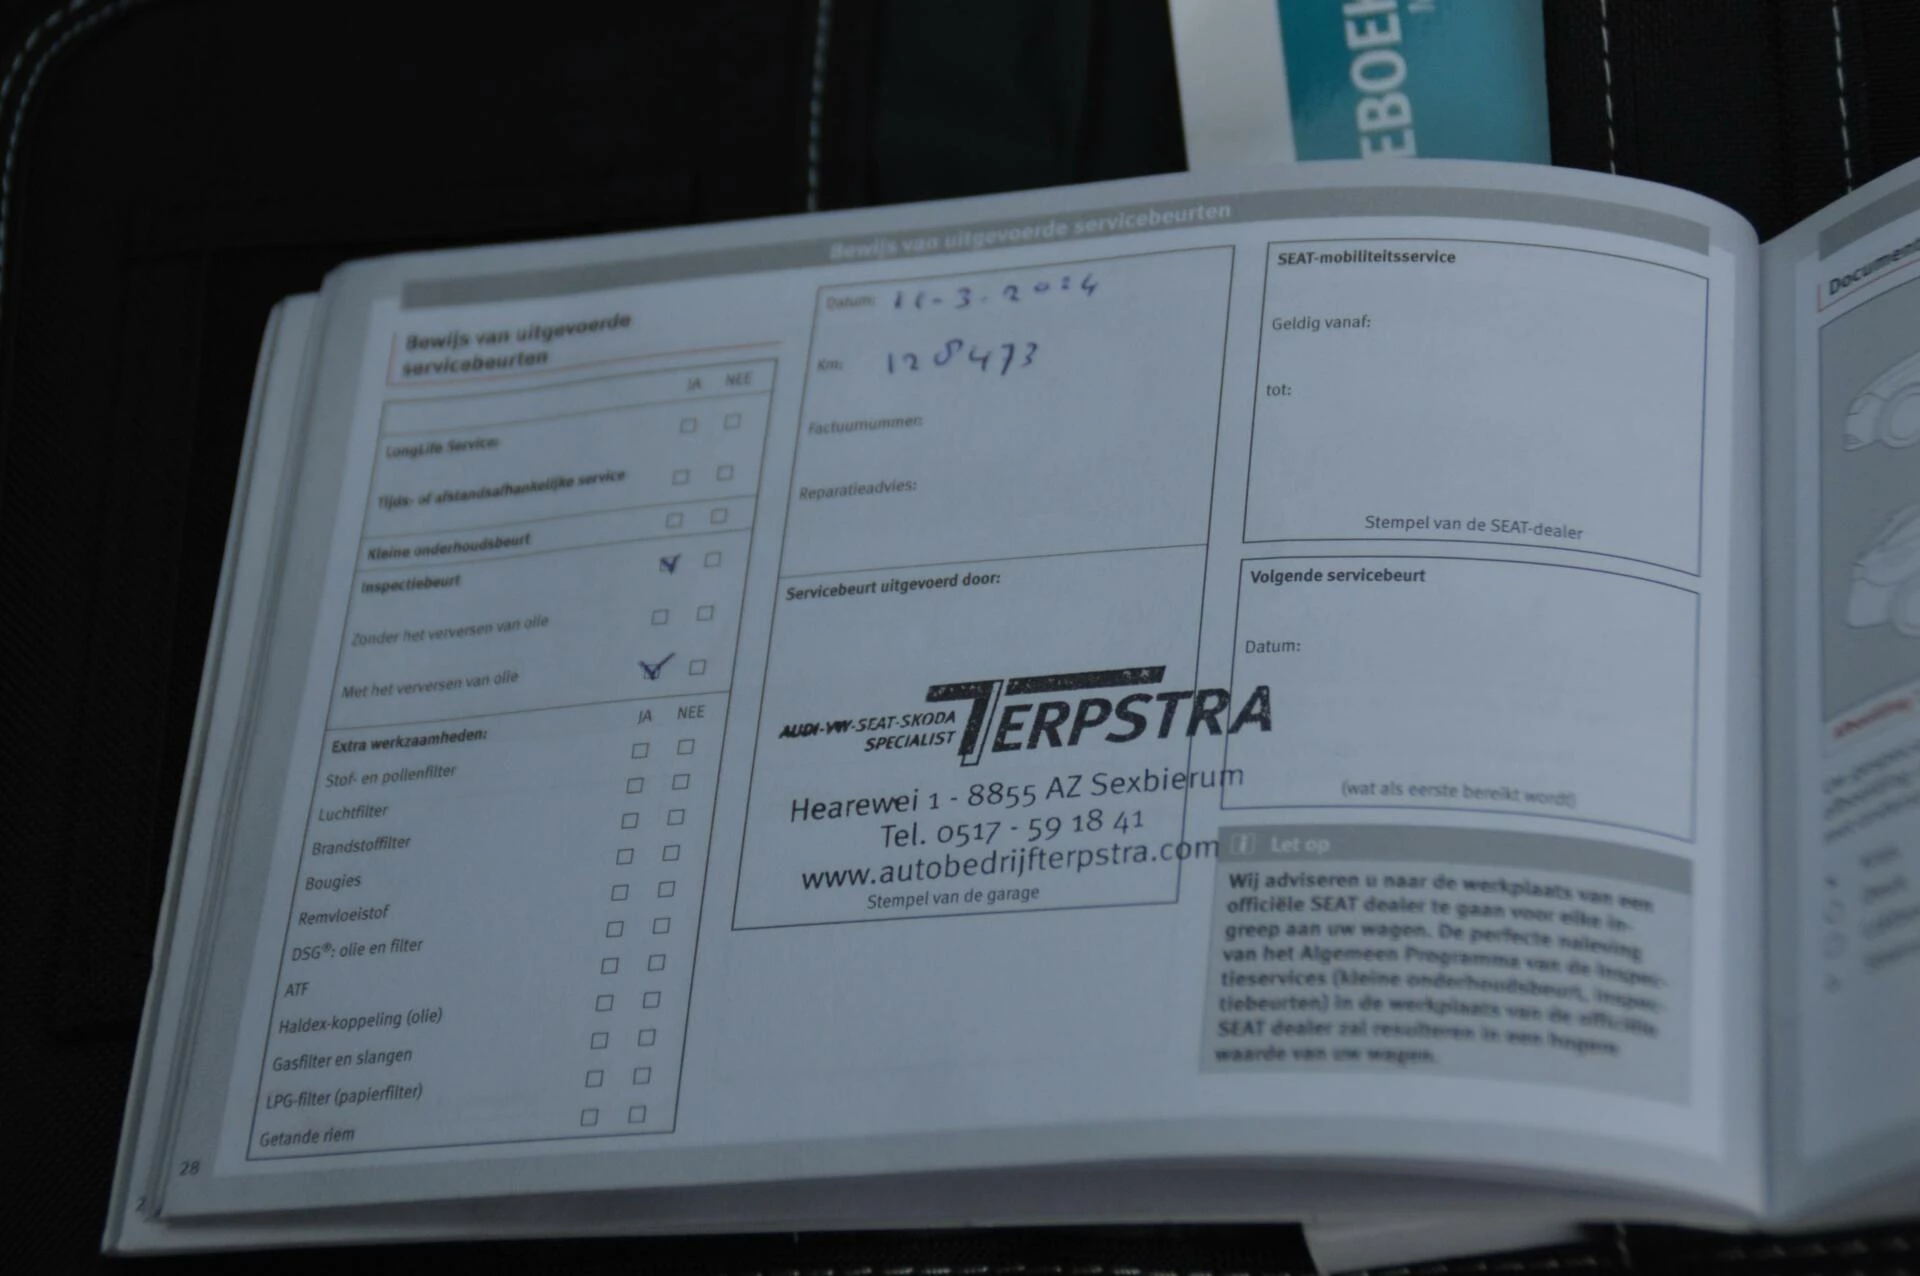 EBOEK
Bewijs van uitgevoerde servicebeurten
Bewijs van uitgevoerde
servicebeurten
JA NEE
LongLife Service:
Tijds- of afstandsafhankelijke service
Kleine onderhoudsbeurt
Inspectiebeurt
Zonder het verversen van olie
Met het verversen van olie
JA NEE
Extra werkzaamheden:
Stof- en pollenfilter
Luchtfilter
Brandstoffilter
Bougies
Remvloeistof
DSG®: olie en filter
ATF
Haldex-koppeling (olie)
Gasfilter en slangen
LPG-filter (papierfilter)
Getande riem
28
Datum: 11-3-2024
Km: 128473
Factuurnummer:
Reparatieadvies:
Servicebeurt uitgevoerd door:
AUDI-VW-SEAT-SKODA
SPECIALIST
TERPSTRA
Hearewei 1 - 8855 AZ Sexbierum
Tel. 0517 - 59 18 41
www.autobedrijfterpstra.com
Stempel van de garage
SEAT-mobiliteitsservice
Geldig vanaf:
tot:
Stempel van de SEAT-dealer
Volgende servicebeurt
Datum:
(wat als eerste bereikt wordt)
i Let op
Wij adviseren u naar de werkplaats van een
officiële SEAT dealer te gaan voor elke in-
greep aan uw wagen. De perfecte naleving
van het Algemeen Programma van de Inspec-
tieservices (kleine onderhoudsbeurt, inspec-
tiebeurten) in de werkplaats van de officiële
SEAT dealer zal resulteren in een hogere
waarde van uw wagen.